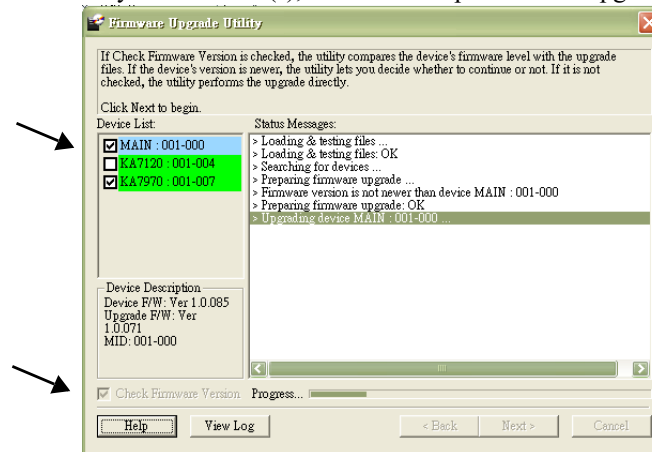 Firmware Upgrade Utility
If Check Firmware Version is checked, the utility compares the device's firmware level with the upgrade
files. If the device's version is newer, the utility lets you decide whether to continue or not. If it is not
checked, the utility performs the upgrade directly.
Click Next to begin.
Device List:
MAIN : 001-000
KA7120 : 001-004
KA7970 : 001-007
Status Messages:
> Loading & testing files ...
> Loading & testing files: OK
> Searching for devices ...
> Preparing firmware upgrade ...
> Firmware version is not newer than device MAIN : 001-000
> Preparing firmware upgrade: OK
> Upgrading device MAIN : 001-000 ...
Device Description
Device F/W: Ver 1.0.085
Upgrade F/W: Ver
1.0.071
MID: 001-000
Check Firmware Version Progress...
Help View Log < Back Next > Cancel